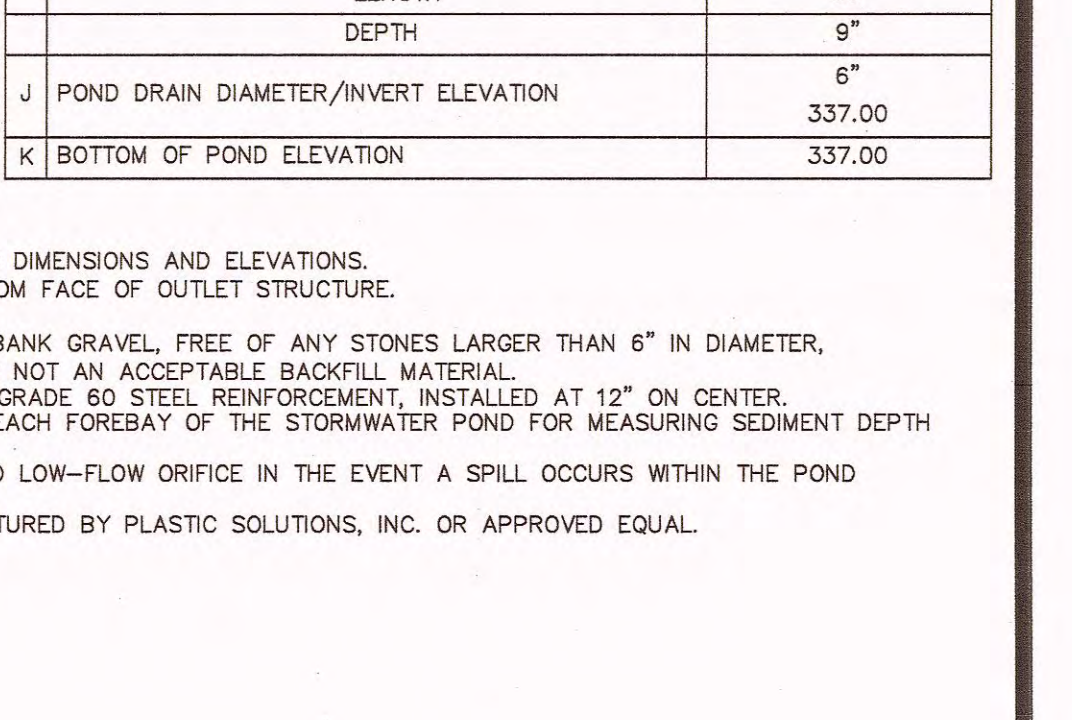 DEPTH 9"
J POND DRAIN DIAMETER/INVERT ELEVATION 6" 337.00
K BOTTOM OF POND ELEVATION 337.00
DIMENSIONS AND ELEVATIONS.
OM FACE OF OUTLET STRUCTURE.
BANK GRAVEL, FREE OF ANY STONES LARGER THAN 6" IN DIAMETER,
NOT AN ACCEPTABLE BACKFILL MATERIAL.
GRADE 60 STEEL REINFORCEMENT, INSTALLED AT 12" ON CENTER.
EACH FOREBAY OF THE STORMWATER POND FOR MEASURING SEDIMENT DEPTH
LOW-FLOW ORIFICE IN THE EVENT A SPILL OCCURS WITHIN THE POND
TURED BY PLASTIC SOLUTIONS, INC. OR APPROVED EQUAL.